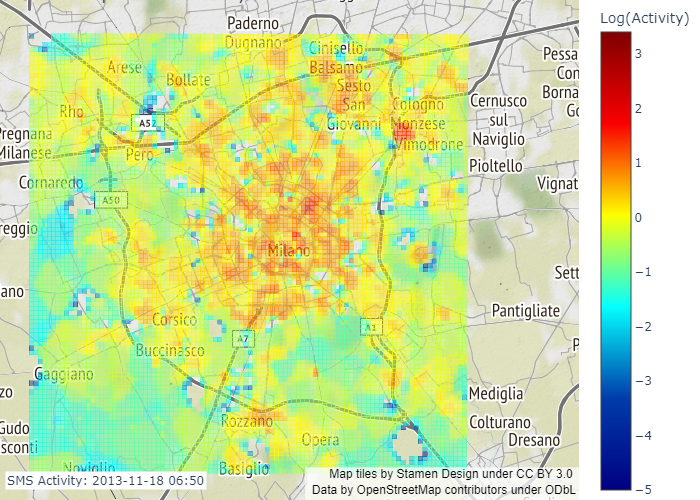 Log(Activity)
Paderno
Dugnano
Cinisello
Balsamo
Arese
Bollate
Sesto
San
Giovanni
Cologno
Monzese
Vimodrone
Rho
A52
Pero
Pregnana
Milanese
Cernusco
sul
Naviglio
Pioltello
Pessa
Con
Borna
Go
Vignat
Cornaredo
A50
reggio
Milano
Sett
ano
Corsico
Buccinasco
A7
A1
Pantigliate
P
Gaggiano
zo
Gudo
sconti
Rozzano
Opera
Mediglia
Colturano
Dresano
Noviglio
Basiglio
3
2
1
0
−1
−2
−3
−4
−5
SMS Activity: 2013-11-18 06:50
Map tiles by Stamen Design under CC BY 3.0
Data by OpenStreetMap contributors under ODbL